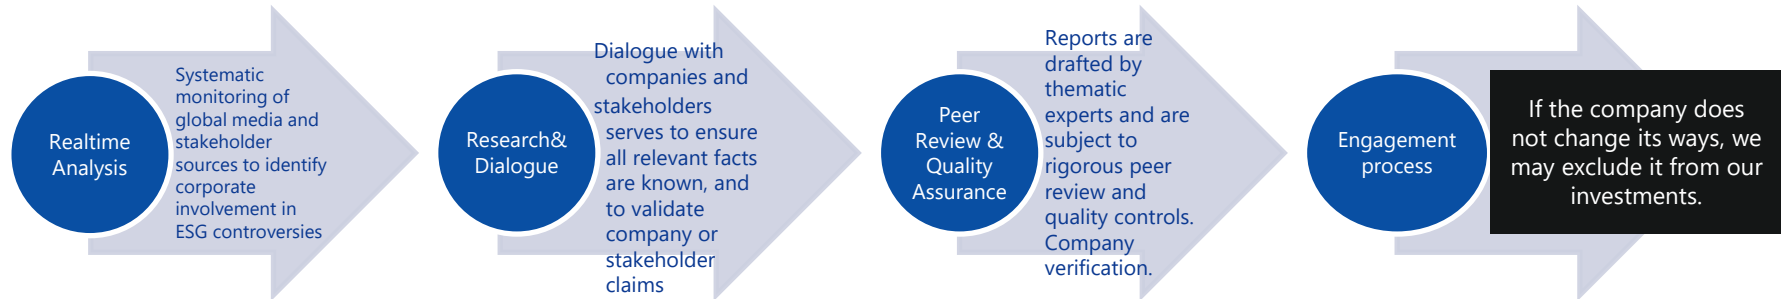 Realtime
Analysis
Systematic
monitoring of
global media and
stakeholder
sources to identify
corporate
involvement in
ESG controversies
Research&
Dialogue
Dialogue with
companies and
stakeholders
serves to ensure
all relevant facts
are known, and
to validate
company or
stakeholder
claims
Peer
Review &
Quality
Assurance
Reports are
drafted by
thematic
experts and are
subject to
rigorous peer
review and
quality controls.
Company
verification.
Engagement
process
If the company does
not change its ways, we
may exclude it from our
investments.